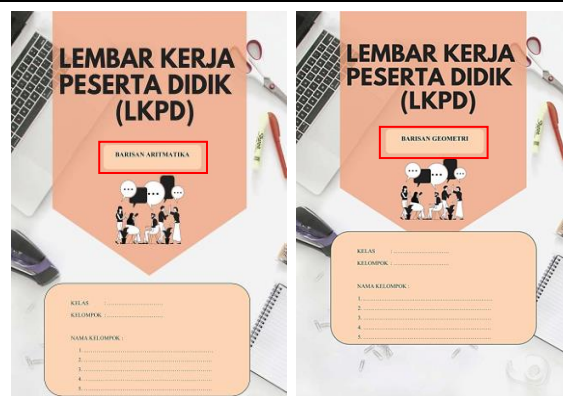 LEMBAR KERJA
PESERTA DIDIK
(LKPD)
BARISAN ARITMATIKA
KELAS : ............................
KELOMPOK : ............................
NAMA KELOMPOK :
1. ............................
2. ............................
3. ............................
4. ............................
5. ............................
LEMBAR KERJA
PESERTA DIDIK
(LKPD)
BARISAN GEOMETRI
KELAS : ............................
KELOMPOK : ............................
NAMA KELOMPOK :
1. ............................
2. ............................
3. ............................
4. ............................
5. ............................